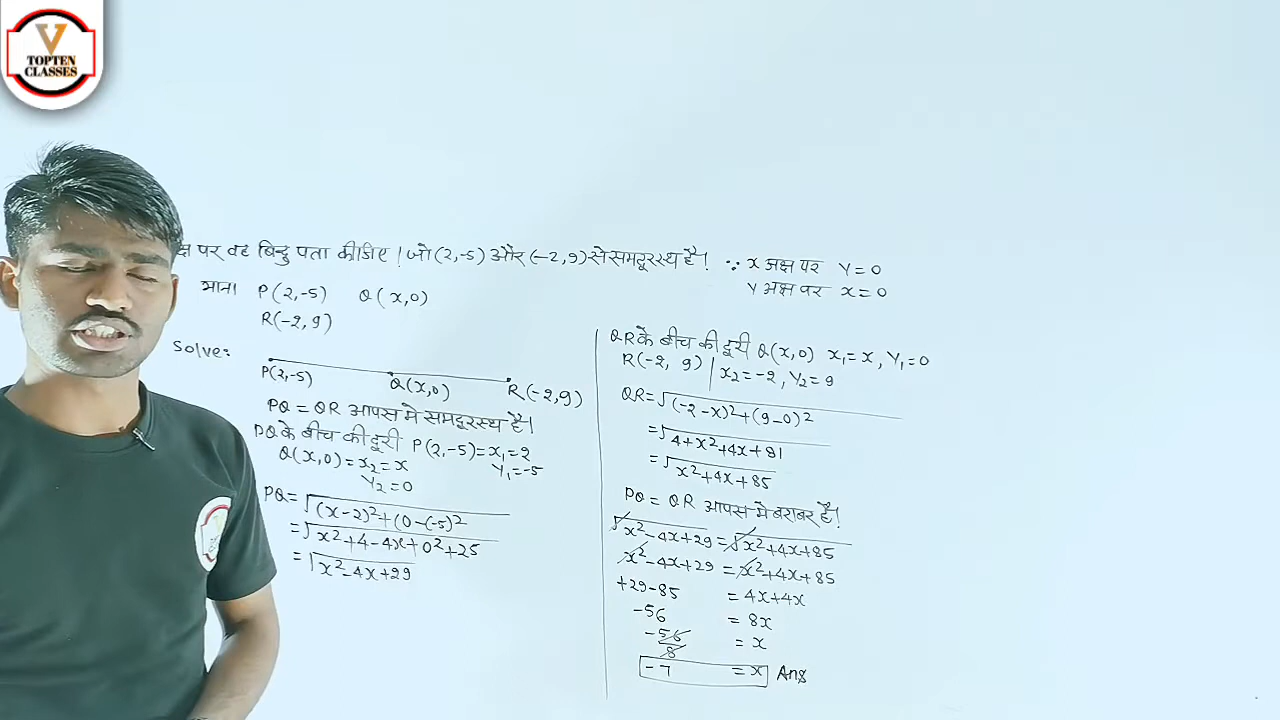 V
TOPTEN
CLASSES
पर वह बिन्दु पता कीजिए। जो (2,-5) और (-2,9) से समदूरस्थ है। ∵ x अक्ष पर Y=0
Y अक्ष पर x=0
माना P(2,-5) Q(x,0)
R(-2,9)
Solve:
P(2,-5) Q(x,0) R(-2,9)
PQ = QR आपस मे समदूरस्थ है।
PQ के बीच की दूरी P(2,-5)=x₁=2
Y₁=-5
Q(x,0)=x₂=x
Y₂=0
PQ=√(x-2)²+(0-(-5)²
=√x²+4-4x+0²+25
=√x²-4x+29
QR के बीच की दूरी Q(x,0) x₁=x, Y₁=0
R(-2, 9) | x₂=-2, Y₂=9
QR=√(-2-x)²+(9-0)²
=√4+x²+4x+81
=√x²+4x+85
PQ = QR आपस मे बराबर है।
√x²-4x+29 = √x²+4x+85
x²-4x+29 = x²+4x+85
+29-85 = 4x+4x
-56 = 8x
-56/8 = x
-7 = x Ans